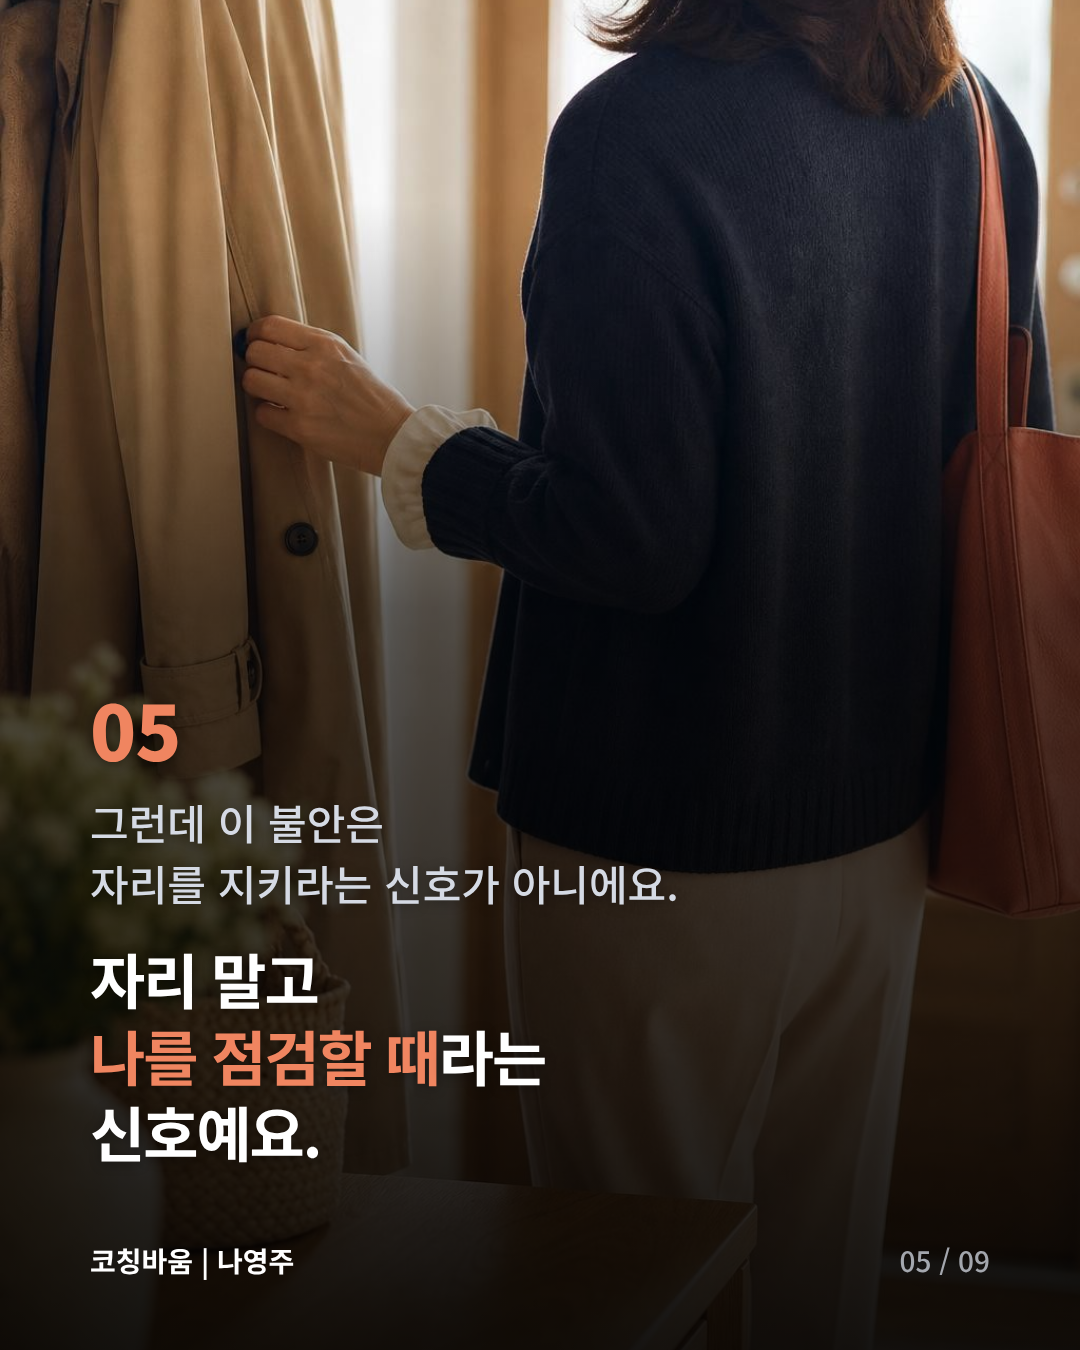 05
그런데 이 불안은
자리를 지키라는 신호가 아니에요.
자리 말고
나를 점검할 때라는
신호예요.
코칭바움 | 나영주
05 / 09